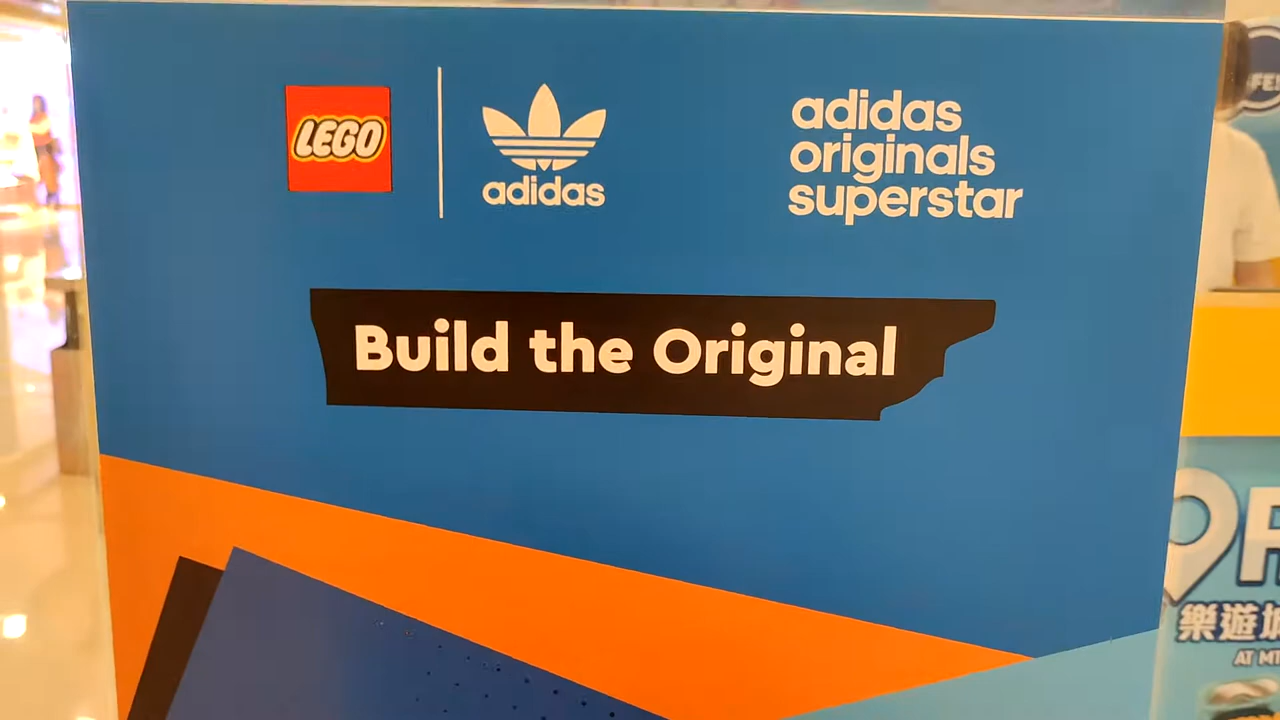 LEGO
adidas
adidas
originals
superstar
Build the Original
樂遊